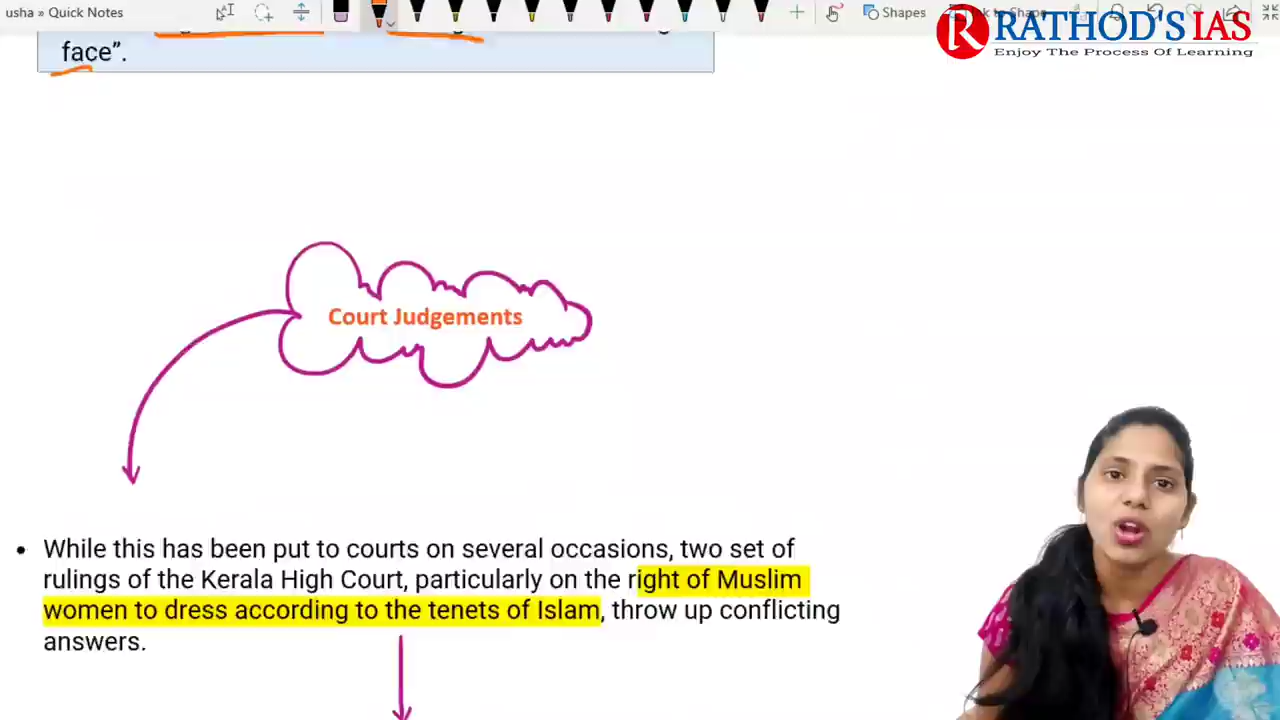 usha » Quick Notes
Shapes
RATHOD'S IAS
Enjoy The Process Of Learning
face”.
Court Judgements
• While this has been put to courts on several occasions, two set of
rulings of the Kerala High Court, particularly on the right of Muslim
women to dress according to the tenets of Islam, throw up conflicting
answers.